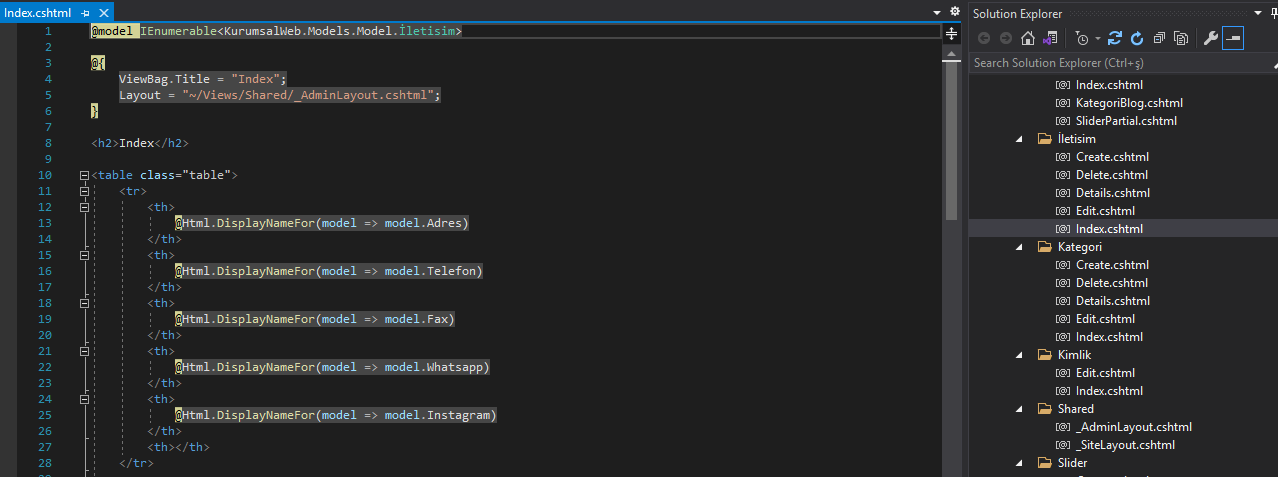 Index.cshtml
1 @model IEnumerable<KurumsalWeb.Models.Model.İletisim>
2
3 @{
4 ViewBag.Title = "Index";
5 Layout = "~/Views/Shared/_AdminLayout.cshtml";
6 }
7
8 <h2>Index</h2>
9
10 <table class="table">
11 <tr>
12 <th>
13 @Html.DisplayNameFor(model => model.Adres)
14 </th>
15 <th>
16 @Html.DisplayNameFor(model => model.Telefon)
17 </th>
18 <th>
19 @Html.DisplayNameFor(model => model.Fax)
20 </th>
21 <th>
22 @Html.DisplayNameFor(model => model.Whatsapp)
23 </th>
24 <th>
25 @Html.DisplayNameFor(model => model.Instagram)
26 </th>
27 <th></th>
28 </tr>
Solution Explorer
Search Solution Explorer (Ctrl+ş)
Index.cshtml
KategoriBlog.cshtml
SliderPartial.cshtml
İletisim
Create.cshtml
Delete.cshtml
Details.cshtml
Edit.cshtml
Index.cshtml
Kategori
Create.cshtml
Delete.cshtml
Details.cshtml
Edit.cshtml
Index.cshtml
Kimlik
Edit.cshtml
Index.cshtml
Shared
_AdminLayout.cshtml
_SiteLayout.cshtml
Slider